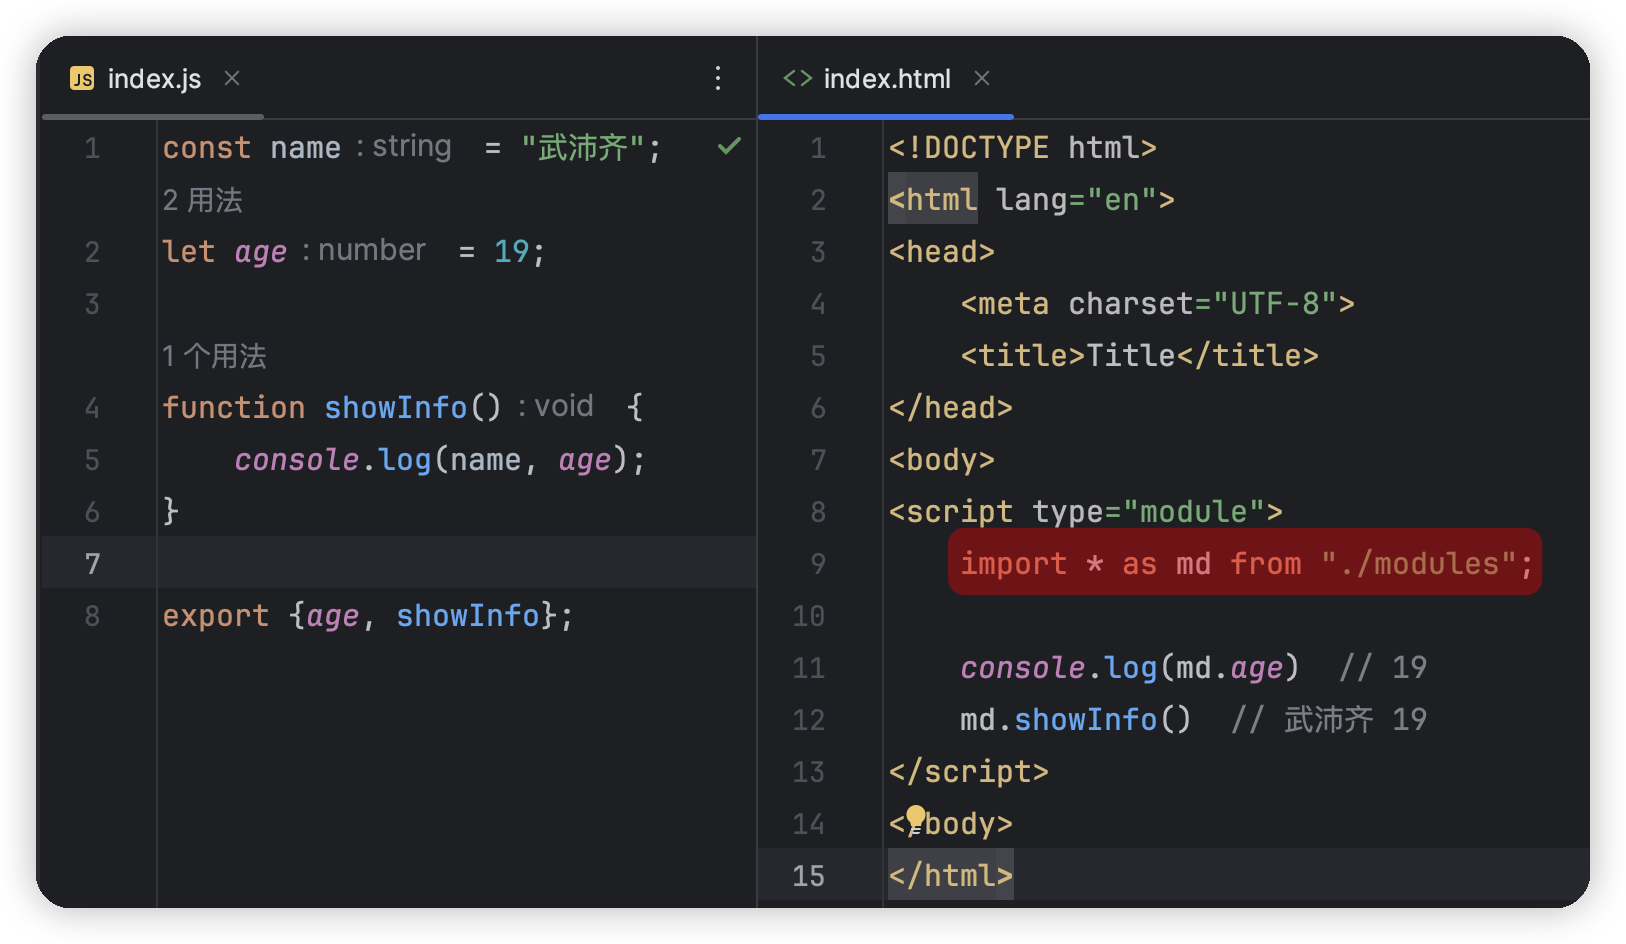 JS index.js ×
1 const name : string = "武沛齐";
2 用法
2 let age : number = 19;
3
1 个用法
4 function showInfo() : void {
5 console.log(name, age);
6 }
7
8 export {age, showInfo};
<> index.html ×
1 <!DOCTYPE html>
2 <html lang="en">
3 <head>
4 <meta charset="UTF-8">
5 <title>Title</title>
6 </head>
7 <body>
8 <script type="module">
9 import * as md from "./modules";
10
11 console.log(md.age) // 19
12 md.showInfo() // 武沛齐 19
13 </script>
14 </body>
15 </html>